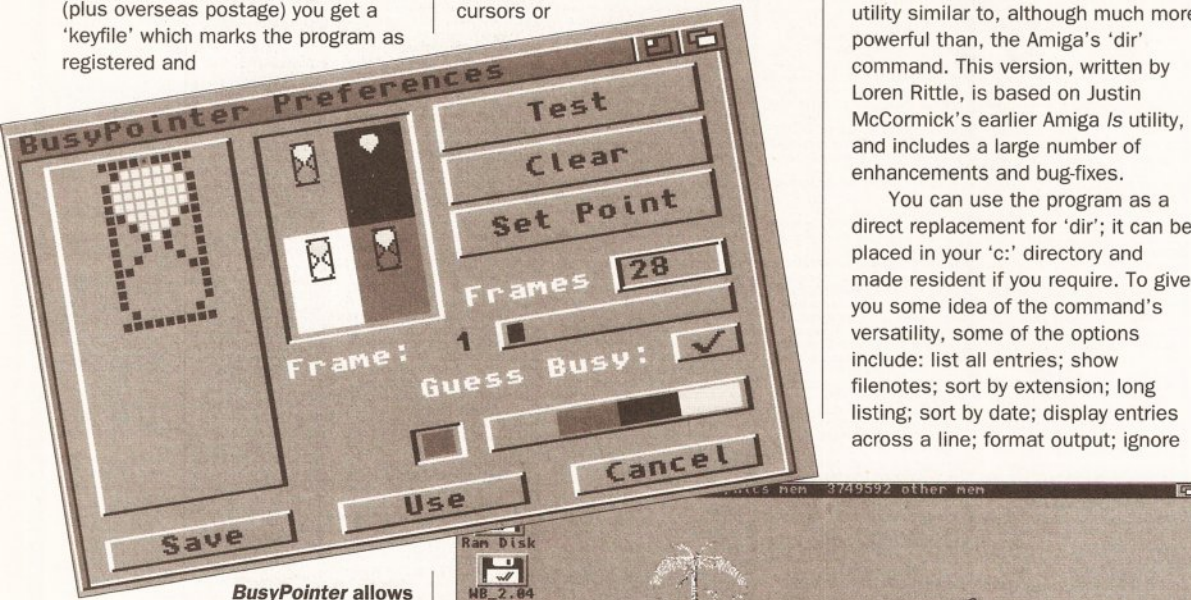 (plus overseas postage) you get a
'keyfile' which marks the program as
registered and
cursors or
BusyPointer Preferences
Test
Clear
Set Point
Frames 28
Frame: 1
Guess Busy:
Save
Use
Cancel
BusyPointer allows
utility similar to, although much more
powerful than, the Amiga's 'dir'
command. This version, written by
Loren Rittle, is based on Justin
McCormick's earlier Amiga ls utility,
and includes a large number of
enhancements and bug-fixes.
You can use the program as a
direct replacement for 'dir'; it can be
placed in your 'c:' directory and
made resident if you require. To give
you some idea of the command's
versatility, some of the options
include: list all entries; show
filenotes; sort by extension; long
listing; sort by date; display entries
across a line; format output; ignore
mem 3749592 other mem
Ram Disk
WB_2.04